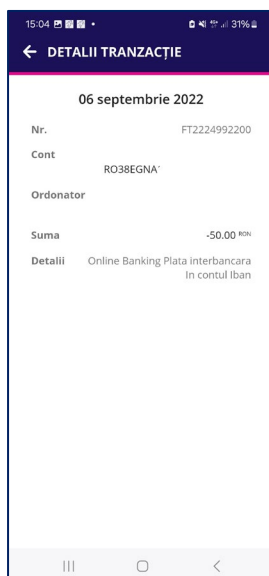 15:04
31%
DETALII TRANZACȚIE
06 septembrie 2022
Nr. FT2224992200
Cont
RO38EGNA
Ordonator
Suma -50.00 RON
Detalii Online Banking Plata interbancara
In contul Iban